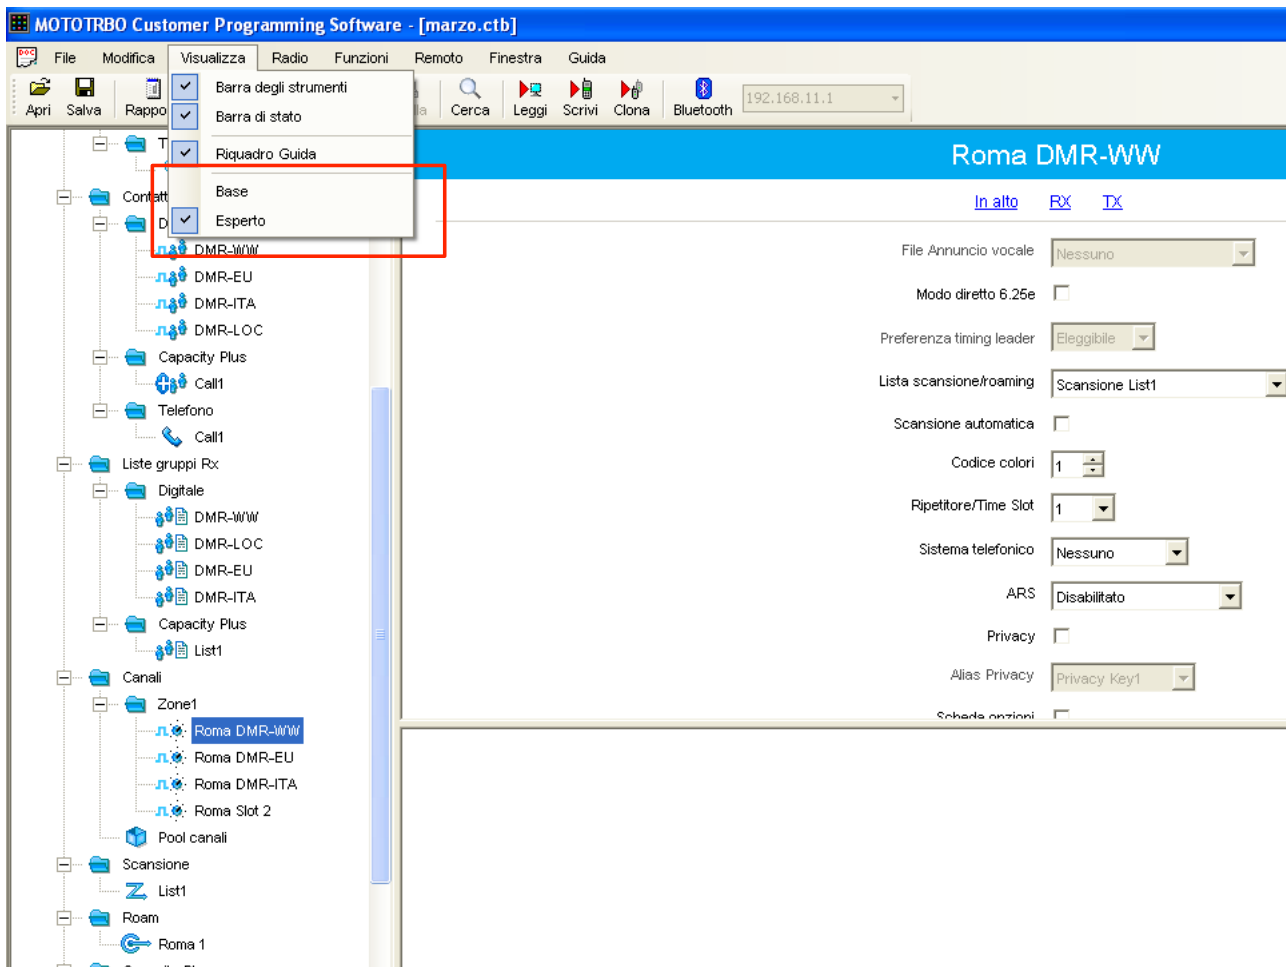 MOTOTRBO Customer Programming Software - [marzo.ctb]
File Modifica Visualizza Radio Funzioni Remoto Finestra Guida
Apri Salva Rappo Cerca Leggi Scrivi Clona Bluetooth 192.168.11.1
Barra degli strumenti
Barra di stato
Riquadro Guida
Base
Esperto
T
Contatt
D
DMR-WW
DMR-EU
DMR-ITA
DMR-LOC
Capacity Plus
Call1
Telefono
Call1
Liste gruppi Rx
Digitale
DMR-WW
DMR-LOC
DMR-EU
DMR-ITA
Capacity Plus
List1
Canali
Zone1
Roma DMR-WW
Roma DMR-EU
Roma DMR-ITA
Roma Slot 2
Pool canali
Scansione
List1
Roam
Roma 1
Roma DMR-WW
In alto RX TX
File Annuncio vocale Nessuno
Modo diretto 6.25e
Preferenza timing leader Eleggibile
Lista scansione/roaming Scansione List1
Scansione automatica
Codice colori 1
Ripetitore/Time Slot 1
Sistema telefonico Nessuno
ARS Disabilitato
Privacy
Alias Privacy Privacy Key1
Scheda opzioni